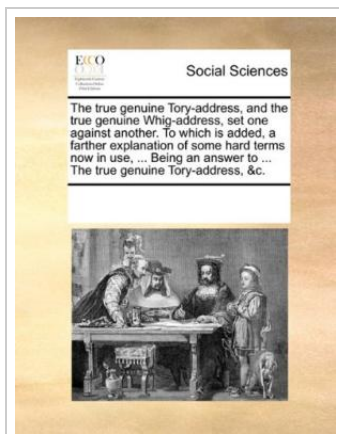 ECCO
Social Sciences
The true genuine Tory-address, and the
true genuine Whig-address, set one
against another. To which is added, a
farther explanation of some hard terms
now in use, ... Being an answer to ...
The true genuine Tory-address, &c.